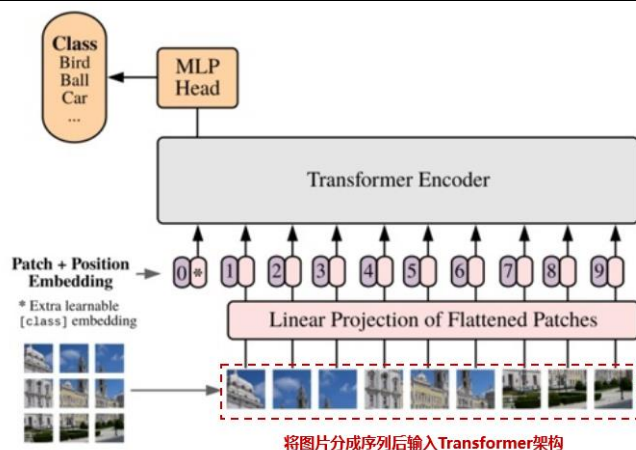 Class
Bird
Ball
Car
...
MLP
Head
Transformer Encoder
Patch + Position
Embedding
0 * 1 2 3 4 5 6 7 8 9
* Extra learnable
[class] embedding
Linear Projection of Flattened Patches
将图片分成序列后输入Transformer架构